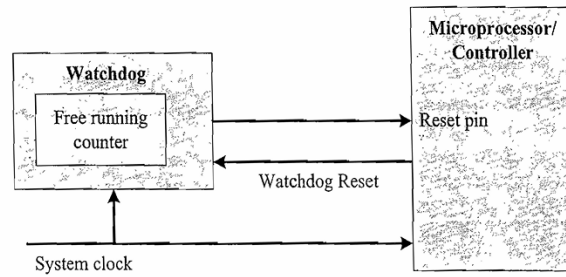 Microprocessor/
Controller
Watchdog
Free running
counter
Reset pin
Watchdog Reset
System clock